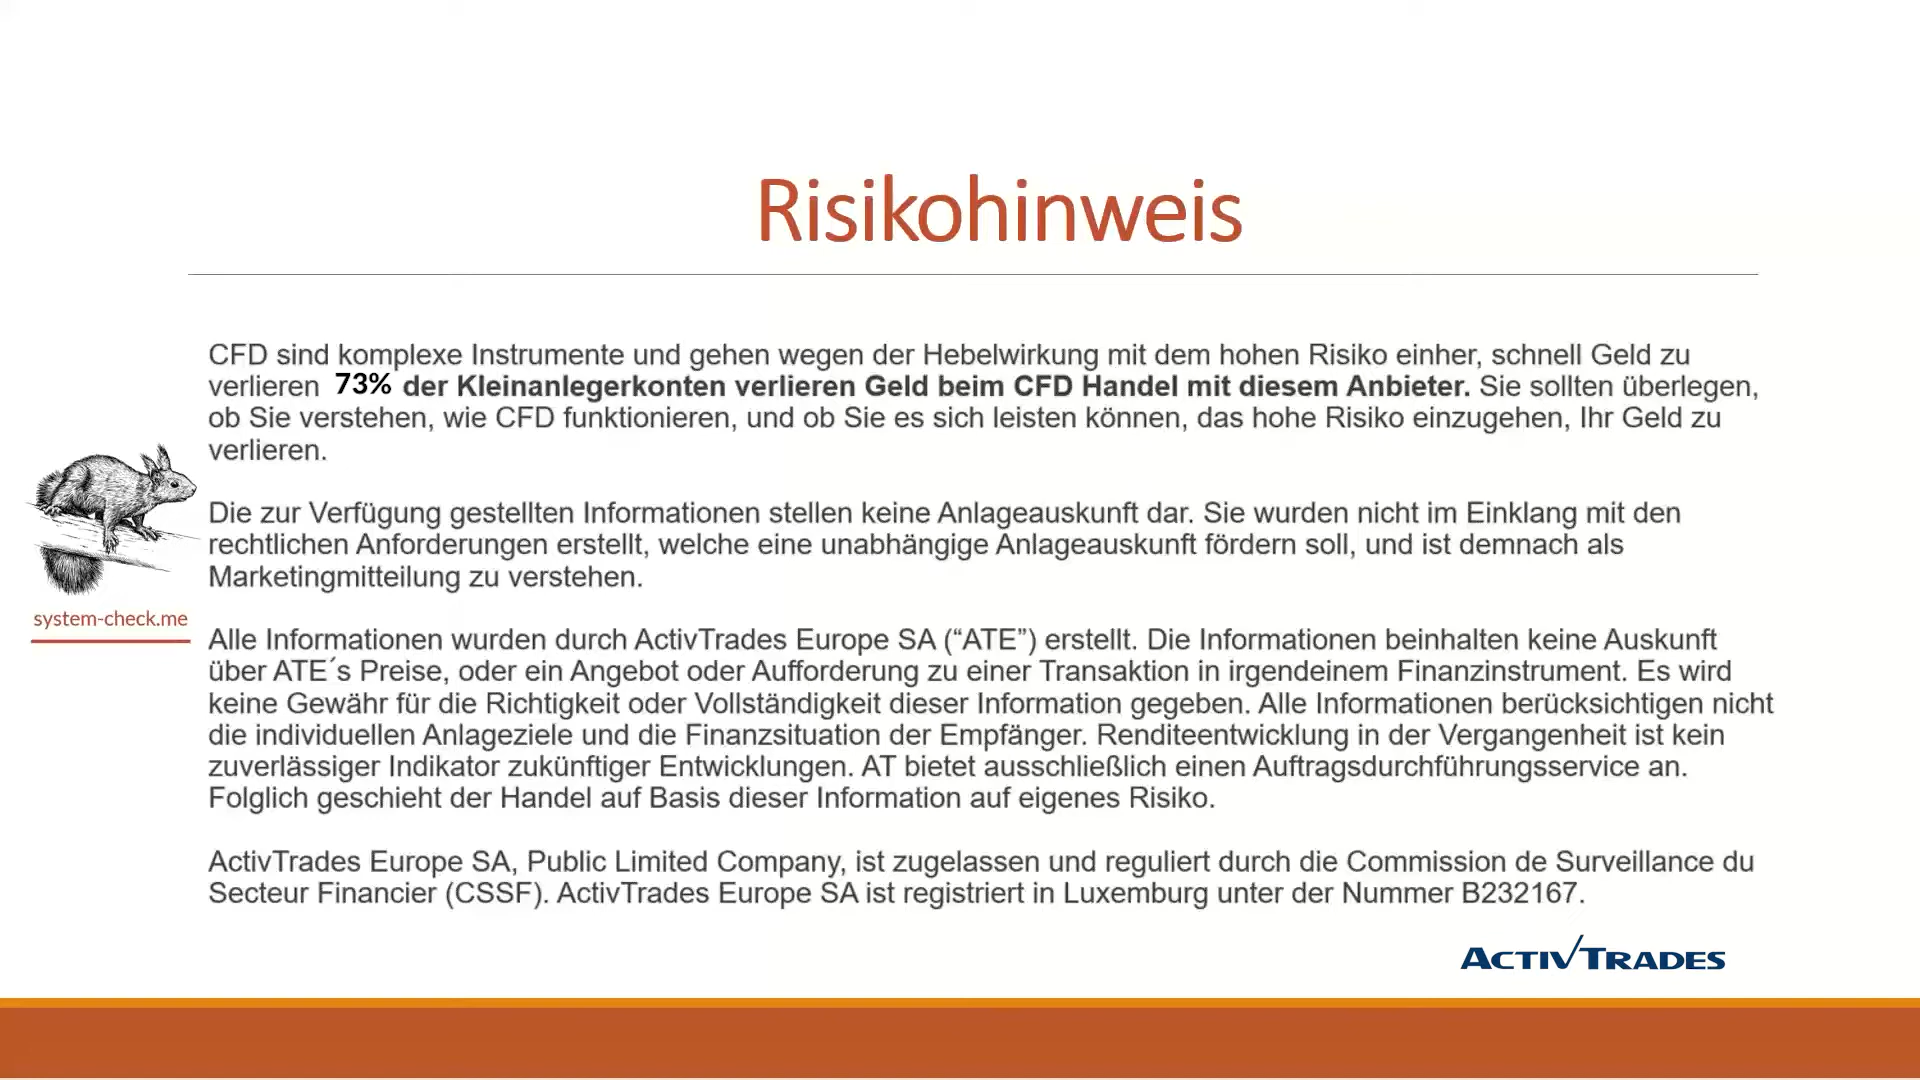 Risikohinweis
CFD sind komplexe Instrumente und gehen wegen der Hebelwirkung mit dem hohen Risiko einher, schnell Geld zu
verlieren 73% der Kleinanlegerkonten verlieren Geld beim CFD Handel mit diesem Anbieter. Sie sollten überlegen,
ob Sie verstehen, wie CFD funktionieren, und ob Sie es sich leisten können, das hohe Risiko einzugehen, Ihr Geld zu
verlieren.
Die zur Verfügung gestellten Informationen stellen keine Anlageauskunft dar. Sie wurden nicht im Einklang mit den
rechtlichen Anforderungen erstellt, welche eine unabhängige Anlageauskunft fördern soll, und ist demnach als
Marketingmitteilung zu verstehen.
system-check.me
Alle Informationen wurden durch ActivTrades Europe SA (“ATE”) erstellt. Die Informationen beinhalten keine Auskunft
über ATE´s Preise, oder ein Angebot oder Aufforderung zu einer Transaktion in irgendeinem Finanzinstrument. Es wird
keine Gewähr für die Richtigkeit oder Vollständigkeit dieser Information gegeben. Alle Informationen berücksichtigen nicht
die individuellen Anlageziele und die Finanzsituation der Empfänger. Renditeentwicklung in der Vergangenheit ist kein
zuverlässiger Indikator zukünftiger Entwicklungen. AT bietet ausschließlich einen Auftragsdurchführungsservice an.
Folglich geschieht der Handel auf Basis dieser Information auf eigenes Risiko.
ActivTrades Europe SA, Public Limited Company, ist zugelassen und reguliert durch die Commission de Surveillance du
Secteur Financier (CSSF). ActivTrades Europe SA ist registriert in Luxemburg unter der Nummer B232167.
ACTIVTRADES